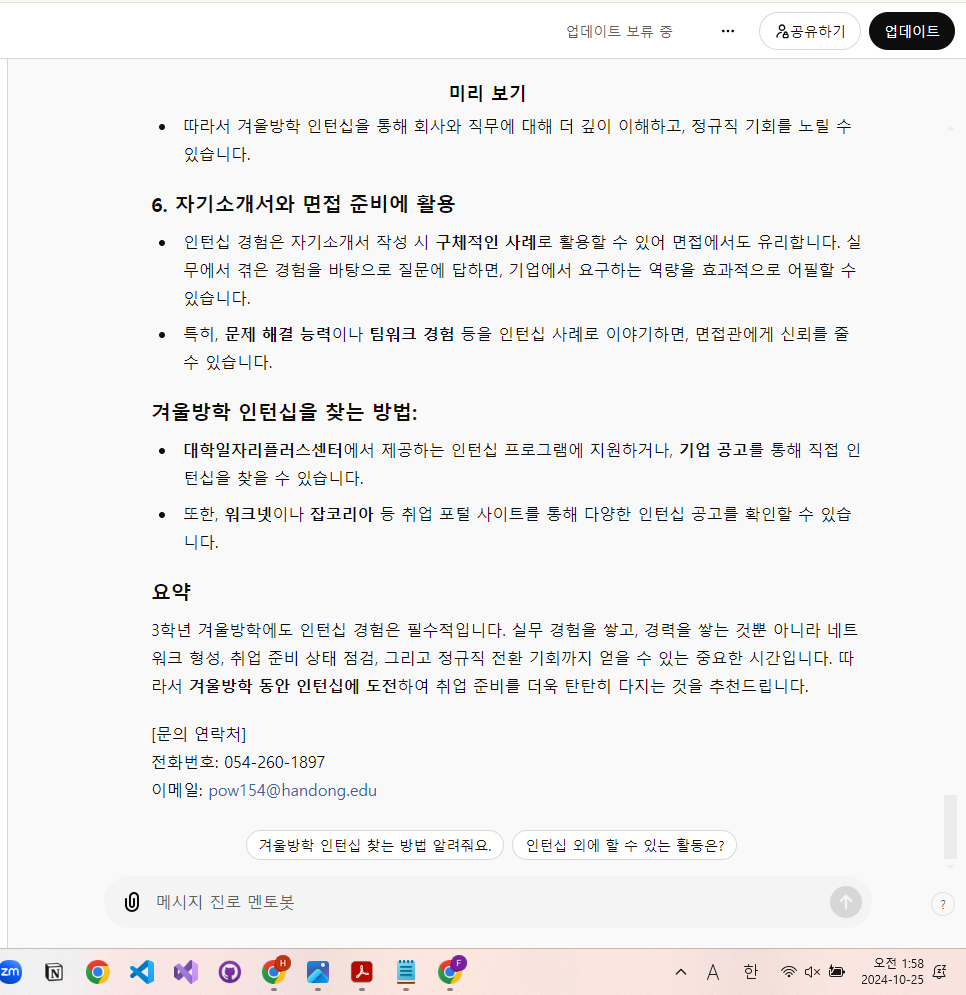 업데이트 보류 중
공유하기
업데이트
미리 보기
따라서 겨울방학 인턴십을 통해 회사와 직무에 대해 더 깊이 이해하고, 정규직 기회를 노릴 수
있습니다.
6. 자기소개서와 면접 준비에 활용
인턴십 경험은 자기소개서 작성 시 구체적인 사례로 활용할 수 있어 면접에서도 유리합니다. 실
무에서 겪은 경험을 바탕으로 질문에 답하면, 기업에서 요구하는 역량을 효과적으로 어필할 수
있습니다.
특히, 문제 해결 능력이나 팀워크 경험 등을 인턴십 사례로 이야기하면, 면접관에게 신뢰를 줄
수 있습니다.
겨울방학 인턴십을 찾는 방법:
대학일자리플러스센터에서 제공하는 인턴십 프로그램에 지원하거나, 기업 공고를 통해 직접 인
턴십을 찾을 수 있습니다.
또한, 워크넷이나 잡코리아 등 취업 포털 사이트를 통해 다양한 인턴십 공고를 확인할 수 있습
니다.
요약
3학년 겨울방학에도 인턴십 경험은 필수적입니다. 실무 경험을 쌓고, 경력을 쌓는 것뿐 아니라 네트
워크 형성, 취업 준비 상태 점검, 그리고 정규직 전환 기회까지 얻을 수 있는 중요한 시간입니다. 따
라서 겨울방학 동안 인턴십에 도전하여 취업 준비를 더욱 탄탄히 다지는 것을 추천드립니다.
[문의 연락처]
전화번호: 054-260-1897
이메일: pow154@handong.edu
겨울방학 인턴십 찾는 방법 알려줘요.
인턴십 외에 할 수 있는 활동은?
메시지 진로 멘토봇
?
zm
H
F
A
한
오전 1:58
2024-10-25